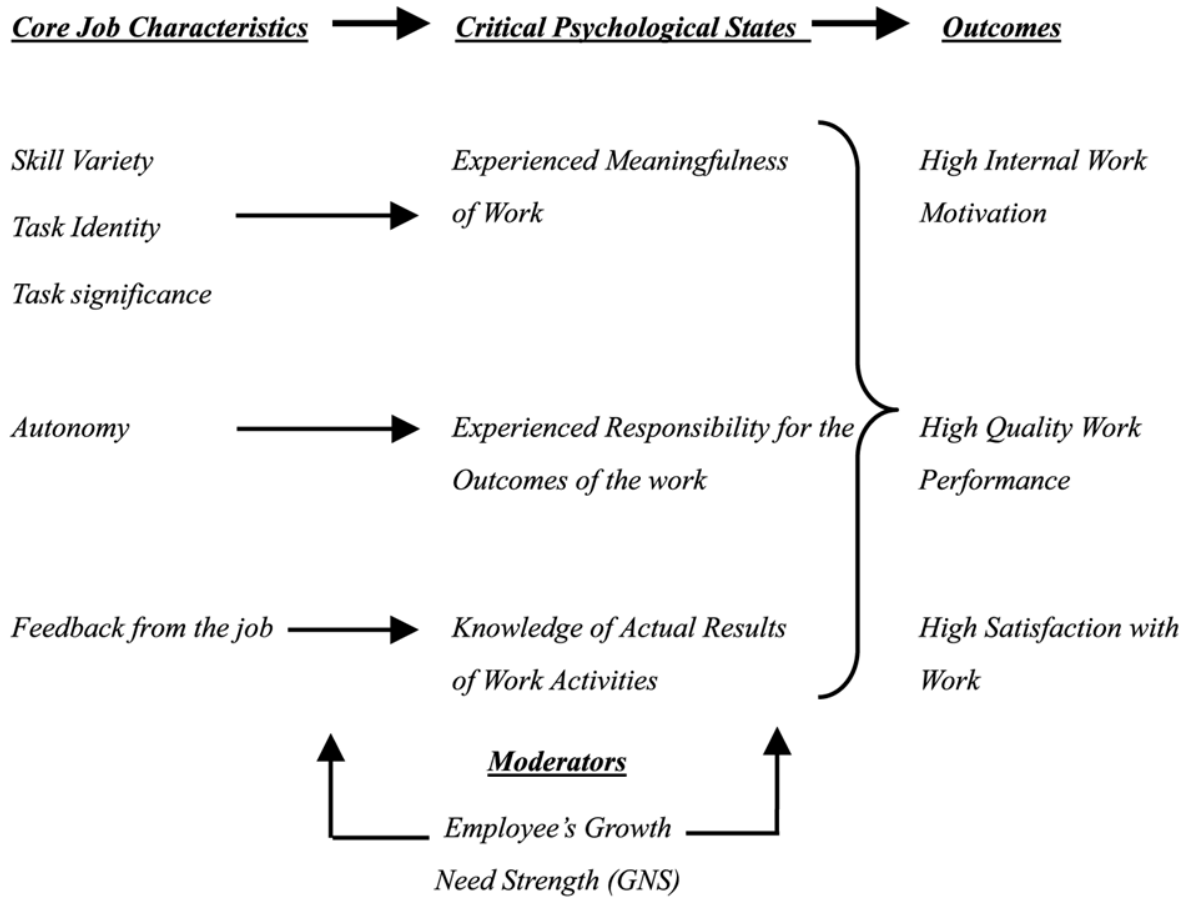 Core Job Characteristics
Critical Psychological States
Outcomes
Skill Variety
Task Identity
Task significance
Experienced Meaningfulness
of Work
High Internal Work
Motivation
Autonomy
Experienced Responsibility for the
Outcomes of the work
High Quality Work
Performance
Feedback from the job
Knowledge of Actual Results
of Work Activities
High Satisfaction with
Work
Moderators
Employee’s Growth
Need Strength (GNS)